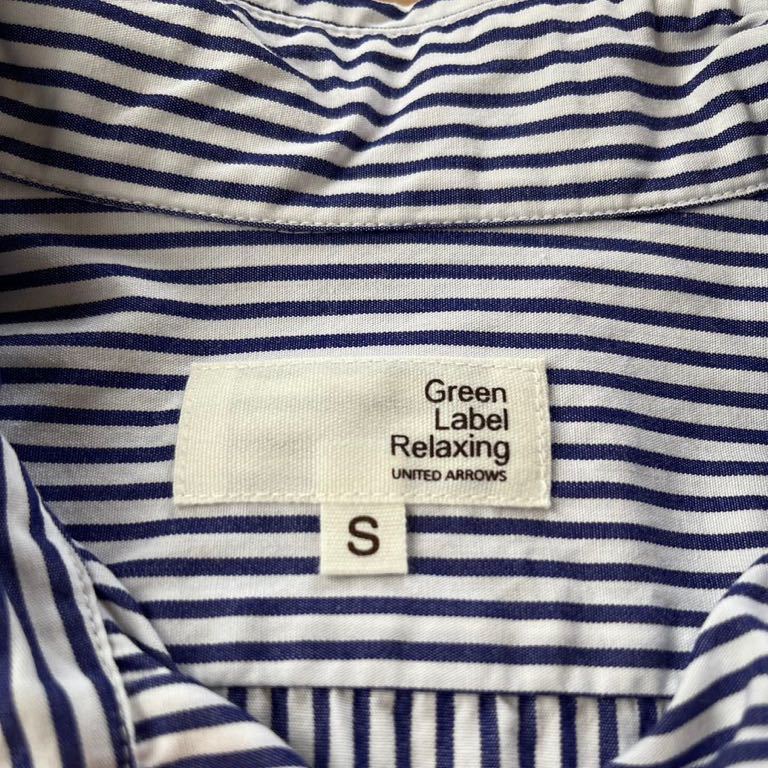 Green
Label
Relaxing
UNITED ARROWS
S